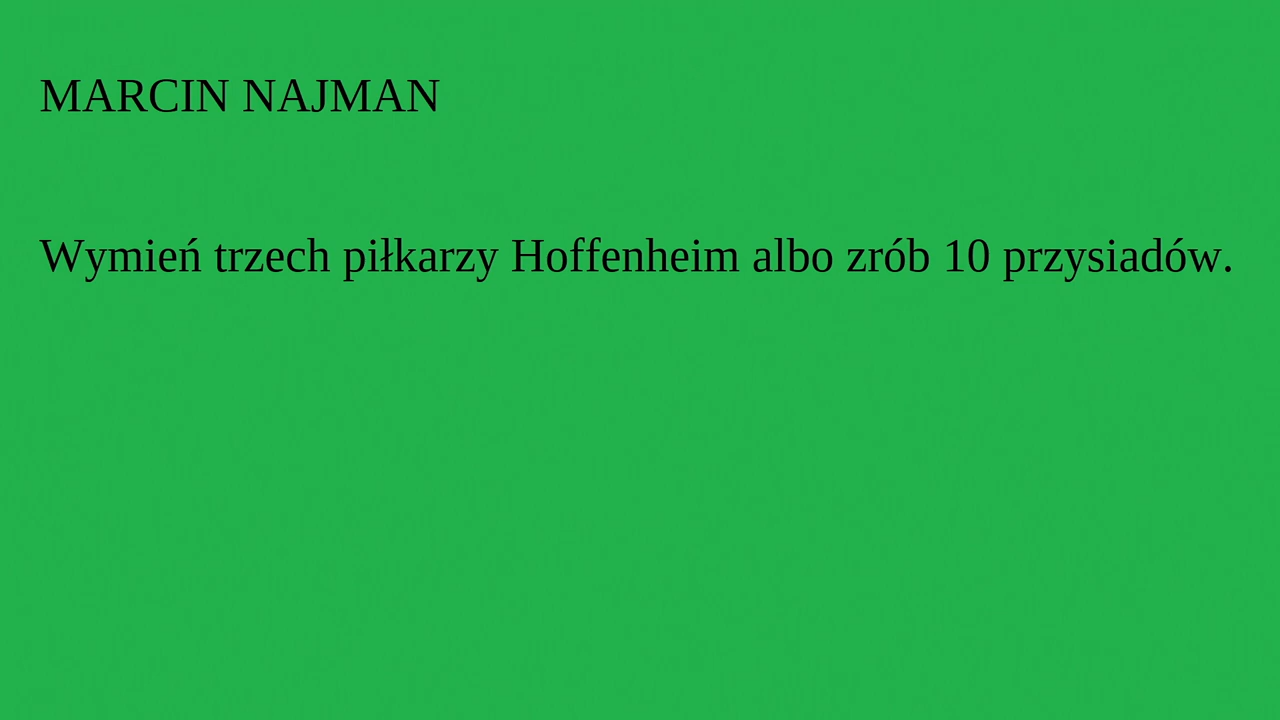 MARCIN NAJMAN
Wymień trzech piłkarzy Hoffenheim albo zrób 10 przysiadów.